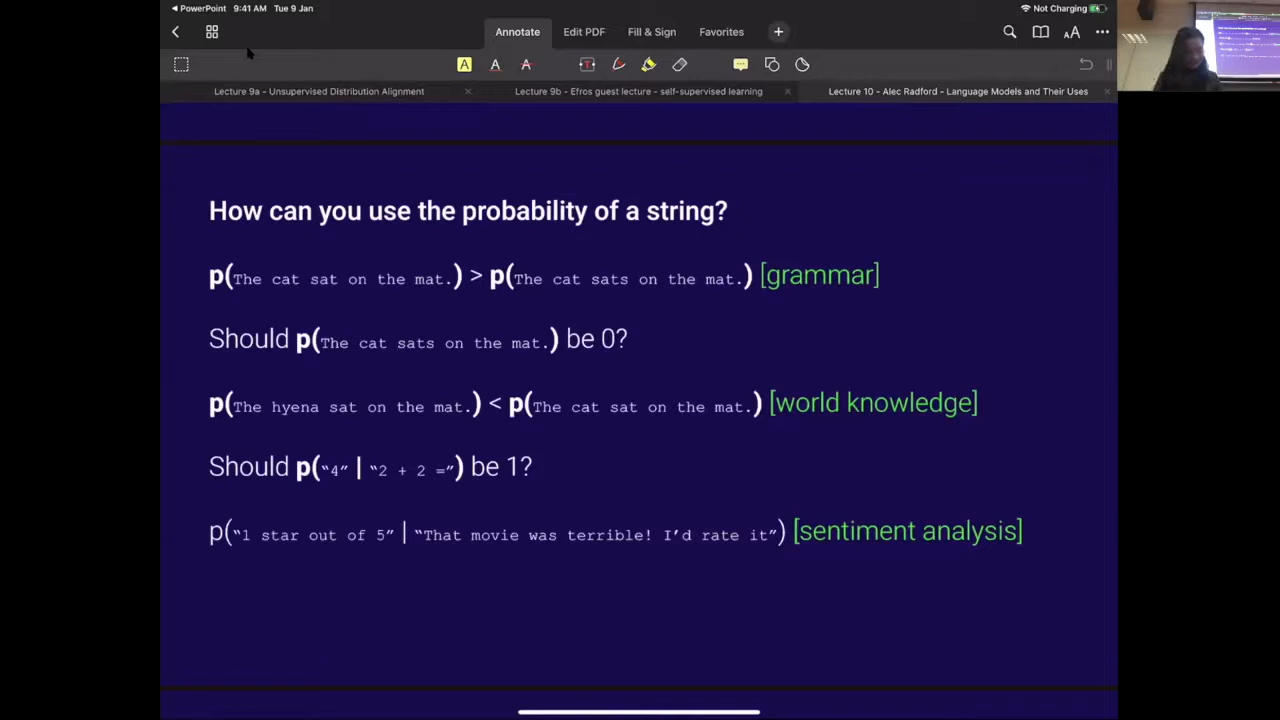 PowerPoint 9:41 AM Tue 9 Jan Not Charging
Annotate Edit PDF Fill & Sign Favorites + AA
A A A T
Lecture 9a - Unsupervised Distribution Alignment × Lecture 9b - Efros guest lecture - self-supervised learning × Lecture 10 - Alec Radford - Language Models and Their Uses ×
How can you use the probability of a string?
p(The cat sat on the mat.) > p(The cat sats on the mat.) [grammar]
Should p(The cat sats on the mat.) be 0?
p(The hyena sat on the mat.) < p(The cat sat on the mat.) [world knowledge]
Should p(“4” | “2 + 2 =”) be 1?
p(“1 star out of 5” | “That movie was terrible! I’d rate it”) [sentiment analysis]